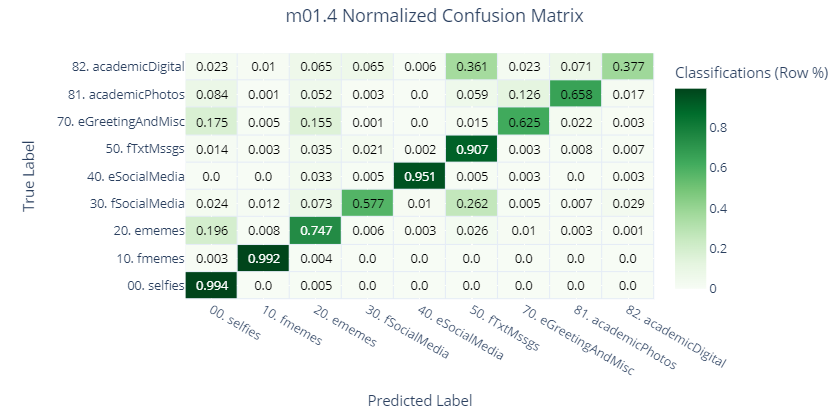 m01.4 Normalized Confusion Matrix
Classifications (Row %)
82. academicDigital 0.023 0.01 0.065 0.065 0.006 0.361 0.023 0.071 0.377
81. academicPhotos 0.084 0.001 0.052 0.003 0.0 0.059 0.126 0.658 0.017
70. eGreetingAndMisc 0.175 0.005 0.155 0.001 0.0 0.015 0.625 0.022 0.003
50. fTxtMssgs 0.014 0.003 0.035 0.021 0.002 0.907 0.003 0.008 0.007
40. eSocialMedia 0.0 0.0 0.033 0.005 0.951 0.005 0.003 0.0 0.003
30. fSocialMedia 0.024 0.012 0.073 0.577 0.01 0.262 0.005 0.007 0.029
20. ememes 0.196 0.008 0.747 0.006 0.003 0.026 0.01 0.003 0.001
10. fmemes 0.003 0.992 0.004 0.0 0.0 0.0 0.0 0.0 0.0
00. selfies 0.994 0.0 0.005 0.0 0.0 0.0 0.0 0.0 0.0
True Label
00. selfies
10. fmemes
20. ememes
30. fSocialMedia
40. eSocialMedia
50. fTxtMssgs
70. eGreetingAndMisc
81. academicPhotos
82. academicDigital
Predicted Label
0.8
0.6
0.4
0.2
0